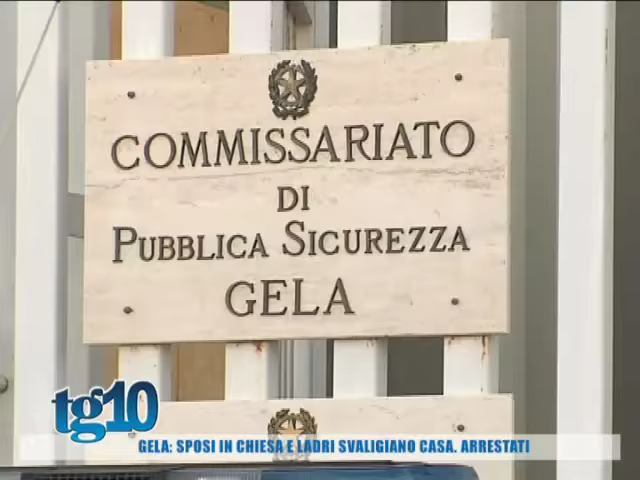 COMMISSARIATO
DI
PUBBLICA SICUREZZA
GELA
tg10
GELA: SPOSI IN CHIESA E LADRI SVALIGIANO CASA. ARRESTATI